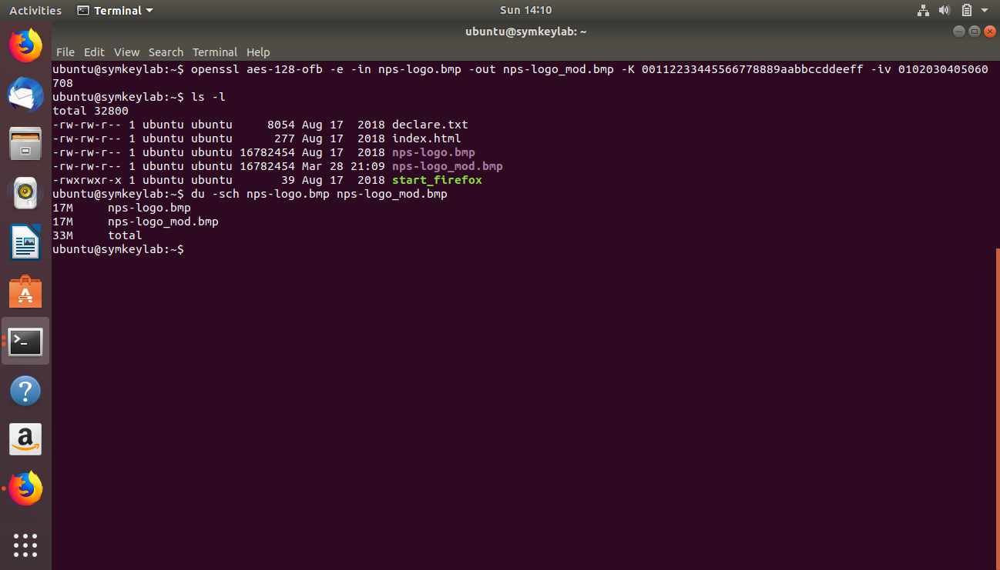 Activities Terminal Sun 14:10
ubuntu@symkeylab: ~
File Edit View Search Terminal Help
ubuntu@symkeylab:~$ openssl aes-128-ofb -e -in nps-logo.bmp -out nps-logo_mod.bmp -K 00112233445566778889aabbccddeeff -iv 0102030405060
708
ubuntu@symkeylab:~$ ls -l
total 32800
-rw-rw-r-- 1 ubuntu ubuntu     8054 Aug 17  2018 declare.txt
-rw-rw-r-- 1 ubuntu ubuntu      277 Aug 17  2018 index.html
-rw-rw-r-- 1 ubuntu ubuntu 16782454 Aug 17  2018 nps-logo.bmp
-rw-rw-r-- 1 ubuntu ubuntu 16782454 Mar 28 21:09 nps-logo_mod.bmp
-rwxrwxr-x 1 ubuntu ubuntu       39 Aug 17  2018 start_firefox
ubuntu@symkeylab:~$ du -sch nps-logo.bmp nps-logo_mod.bmp
17M     nps-logo.bmp
17M     nps-logo_mod.bmp
33M     total
ubuntu@symkeylab:~$